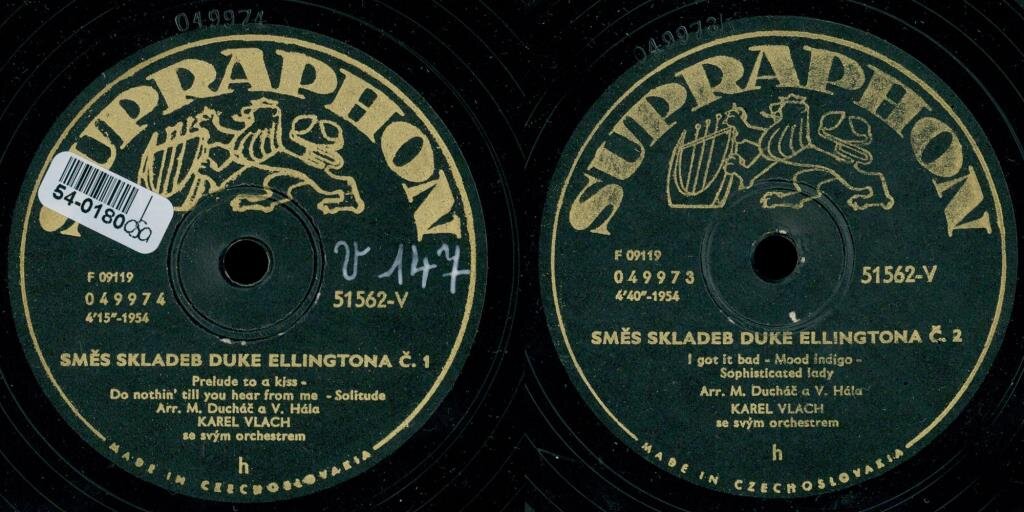 049974
SUPRAPHON
54-0180
V 147
F 09119
049974
51562-V
4'15"-1954
SMĚS SKLADEB DUKE ELLINGTONA Č. 1
Prelude to a kiss -
Do nothin' till you hear from me - Solitude
Arr. M. Ducháč a V. Hála
KAREL VLACH
se svým orchestrem
h
MADE IN CZECHOSLOVAKIA
049973
SUPRAPHON
F 09119
049973
51562-V
4'40"-1954
SMĚS SKLADEB DUKE ELLINGTONA Č. 2
I got it bad - Mood indigo -
Sophisticated lady
Arr. M. Ducháč a V. Hála
KAREL VLACH
se svým orchestrem
h
MADE IN CZECHOSLOVAKIA